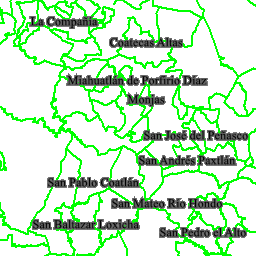 La Compañía
Coatecas Altas
Miahuatlán de Porfirio Díaz
Monjas
San José del Peñasco
San Andrés Paxtlán
San Pablo Coatlán
San Mateo Río Hondo
San Baltazar Loxicha
San Pedro el Alto